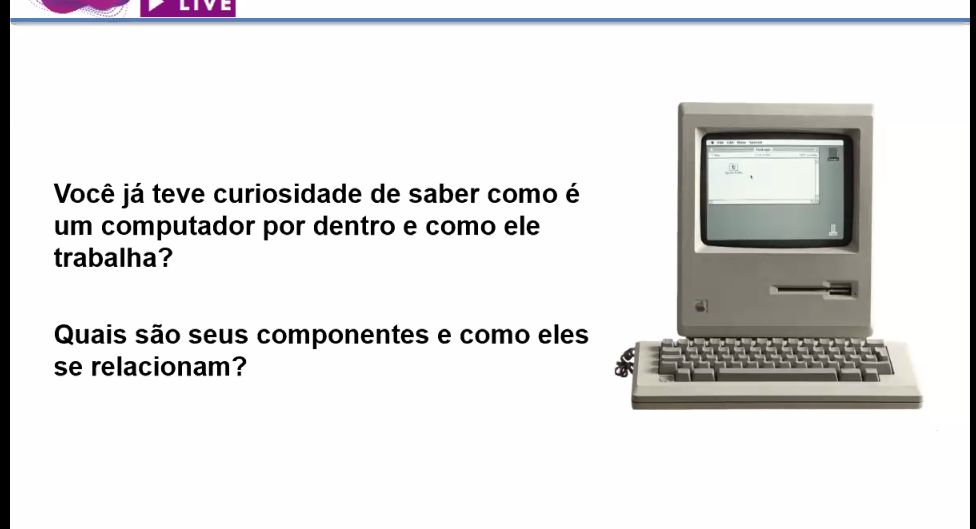 LIVE
Você já teve curiosidade de saber como é
um computador por dentro e como ele
trabalha?
Quais são seus componentes e como eles
se relacionam?